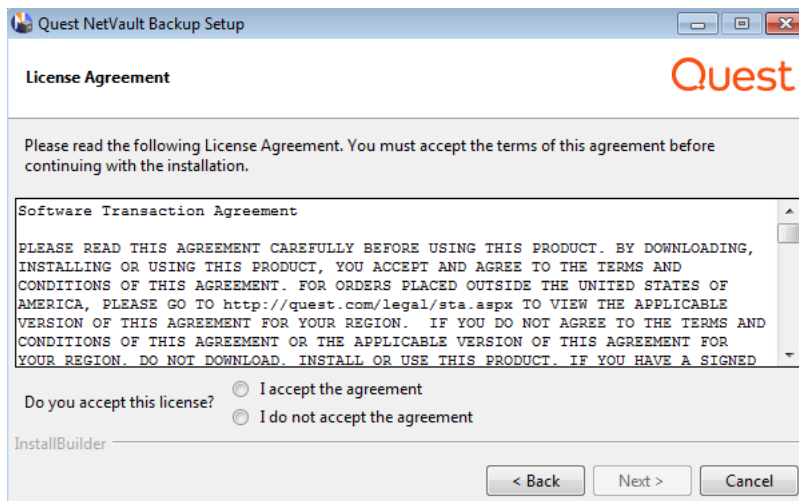 Quest NetVault Backup Setup
License Agreement
Quest
Please read the following License Agreement. You must accept the terms of this agreement before
continuing with the installation.
Software Transaction Agreement
PLEASE READ THIS AGREEMENT CAREFULLY BEFORE USING THIS PRODUCT. BY DOWNLOADING,
INSTALLING OR USING THIS PRODUCT, YOU ACCEPT AND AGREE TO THE TERMS AND
CONDITIONS OF THIS AGREEMENT. FOR ORDERS PLACED OUTSIDE THE UNITED STATES OF
AMERICA, PLEASE GO TO http://quest.com/legal/sta.aspx TO VIEW THE APPLICABLE
VERSION OF THIS AGREEMENT FOR YOUR REGION.  IF YOU DO NOT AGREE TO THE TERMS AND
CONDITIONS OF THIS AGREEMENT OR THE APPLICABLE VERSION OF THIS AGREEMENT FOR
YOUR REGION, DO NOT DOWNLOAD, INSTALL OR USE THIS PRODUCT. IF YOU HAVE A SIGNED
Do you accept this license?
I accept the agreement
I do not accept the agreement
InstallBuilder
< Back
Next >
Cancel